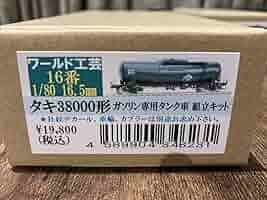 ワールド工芸
16番
1/80 16.5mm
タキ38000形 ガソリン専用タンク車 組立キット
¥19,800
(税込)
★社紋デカール、車輪、カプラーは別途お求め下さい。